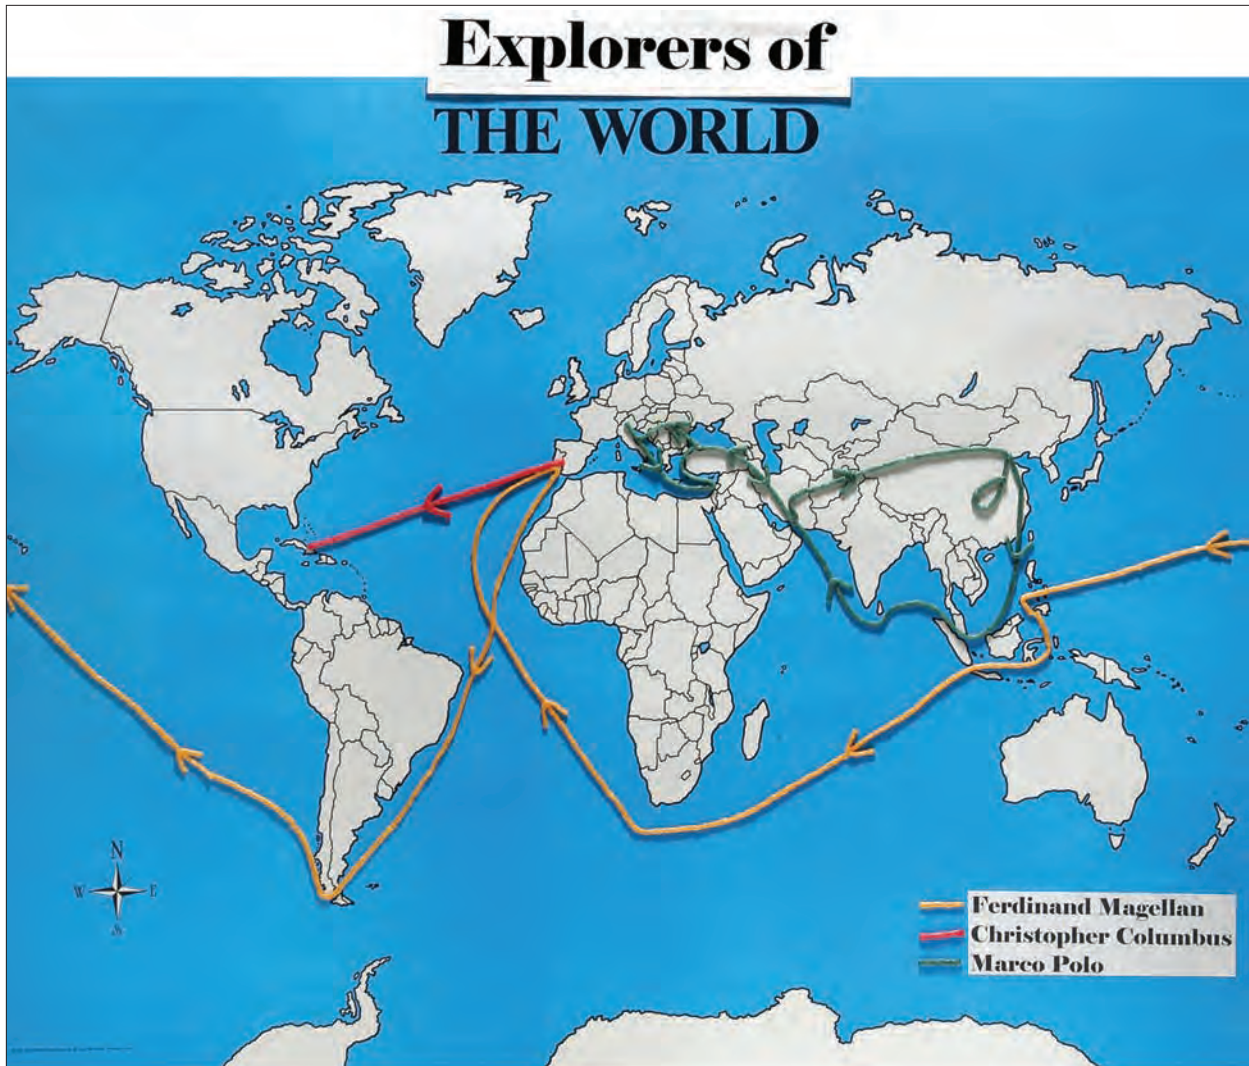 Explorers of
THE WORLD
N
W E
S
Ferdinand Magellan
Christopher Columbus
Marco Polo